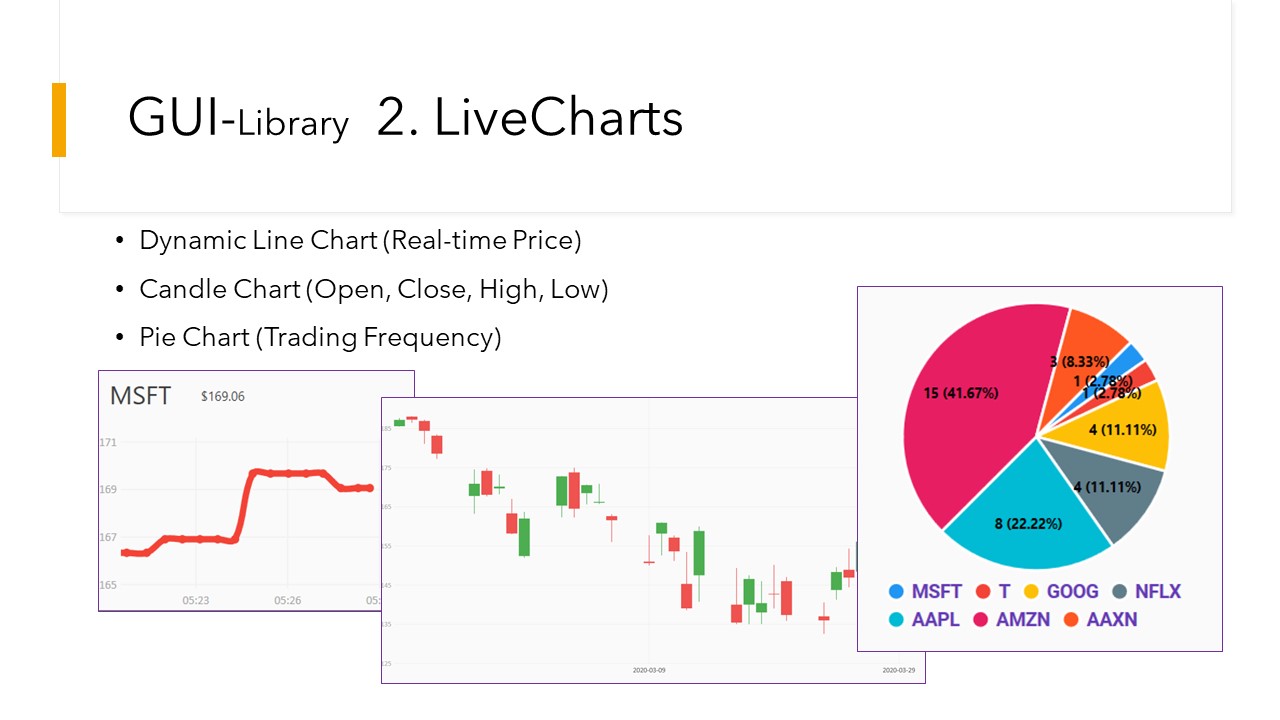 GUI-Library 2. LiveCharts
• Dynamic Line Chart (Real-time Price)
• Candle Chart (Open, Close, High, Low)
• Pie Chart (Trading Frequency)
MSFT $169.06
171
169
167
165
05:23 05:26 05:
185
175
165
155
145
135
125
2020-03-09 2020-03-29
3 (8.33%)
1 (2.78%)
1 (2.78%)
15 (41.67%)
4 (11.11%)
4 (11.11%)
8 (22.22%)
MSFT T GOOG NFLX
AAPL AMZN AAXN